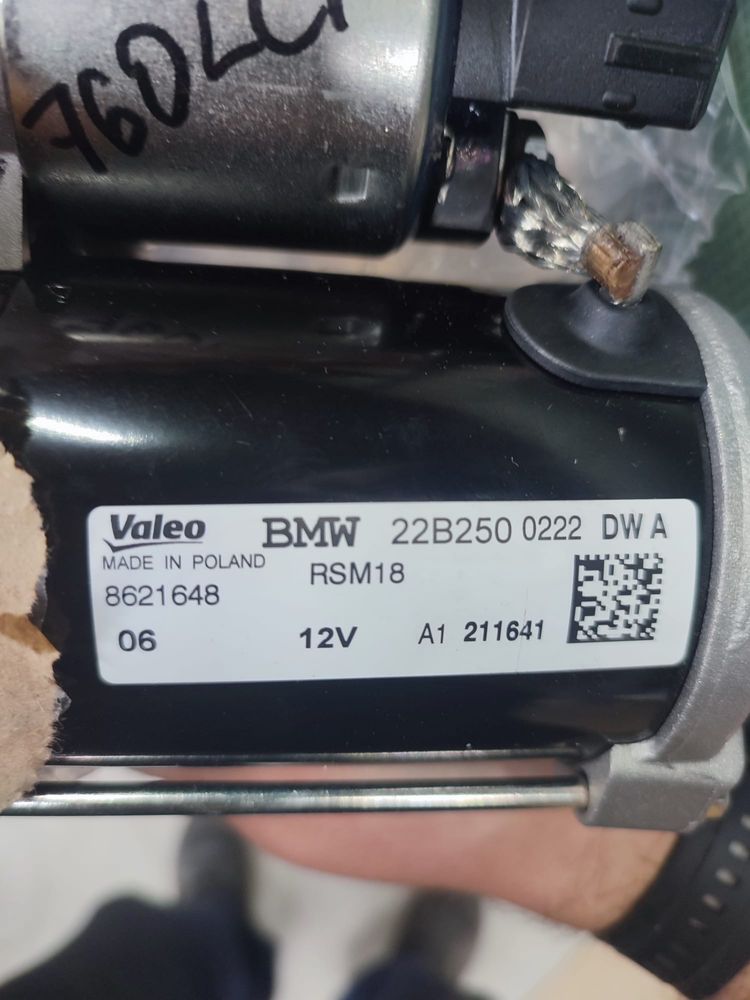 760LCI
Valeo BMW 22B250 0222 DW A
MADE IN POLAND RSM18
8621648
06 12V A1 211641